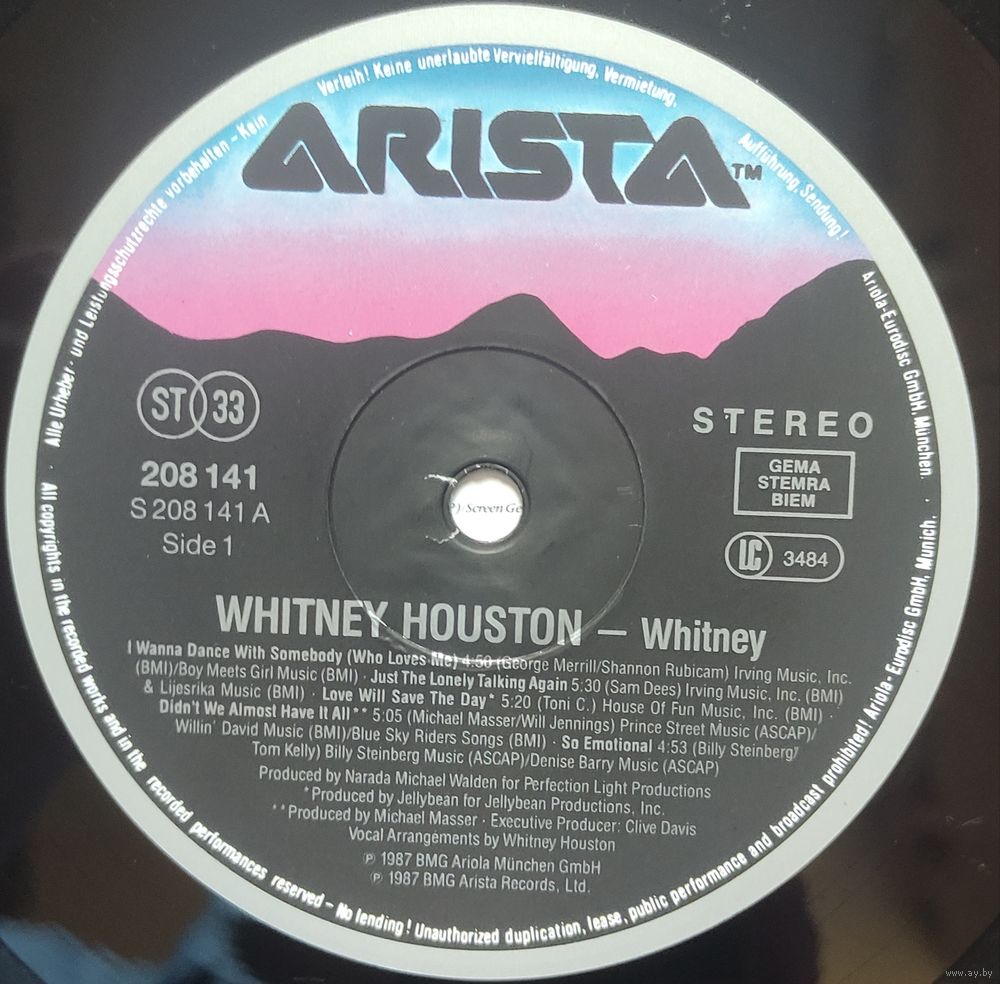 Alle Urheber- und Leistungsschutzrechte vorbehalten – Kein Verleih! Keine unerlaubte Vervielfältigung, Vermietung, Aufführung, Sendung!
Ariola-Eurodisc GmbH, München.
ARISTA™
ST 33
STEREO
208 141
S 208 141 A
Side 1
GEMA
STEMRA
BIEM
LC 3484
P) Screen Ge
WHITNEY HOUSTON – Whitney
I Wanna Dance With Somebody (Who Loves Me) 4:50 (George Merrill/Shannon Rubicam) Irving Music, Inc.
(BMI)/Boy Meets Girl Music (BMI) · Just The Lonely Talking Again 5:30 (Sam Dees) Irving Music, Inc. (BMI)
& Lijesrika Music (BMI) · Love Will Save The Day* 5:20 (Toni C.) House Of Fun Music, Inc. (BMI) ·
Didn't We Almost Have It All** 5:05 (Michael Masser/Will Jennings) Prince Street Music (ASCAP)/
Willin' David Music (BMI)/Blue Sky Riders Songs (BMI) · So Emotional 4:53 (Billy Steinberg/
Tom Kelly) Billy Steinberg Music (ASCAP)/Denise Barry Music (ASCAP)
Produced by Narada Michael Walden for Perfection Light Productions
*Produced by Jellybean for Jellybean Productions, Inc.
**Produced by Michael Masser · Executive Producer: Clive Davis
Vocal Arrangements by Whitney Houston
℗ 1987 BMG Ariola München GmbH
℗ 1987 BMG Arista Records, Ltd.
All copyrights in the recorded works and in the recorded performances reserved – No lending! Unauthorized duplication, lease, public performance and broadcast prohibited! Ariola-Eurodisc GmbH, Munich.
www.ay.by